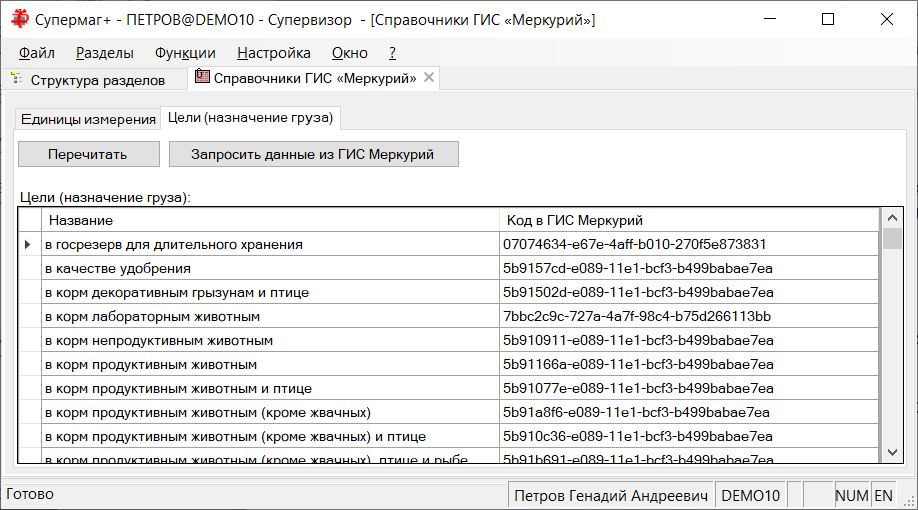 Супермаг+ - ПЕТРОВ@DEMO10 - Супервизор - [Справочники ГИС «Меркурий»]
Файл Разделы Функции Настройка Окно ?
Структура разделов Справочники ГИС «Меркурий»
Единицы измерения Цели (назначение груза)
Перечитать Запросить данные из ГИС Меркурий
Цели (назначение груза):
Название Код в ГИС Меркурий
в госрезерв для длительного хранения 07074634-e67e-4aff-b010-270f5e873831
в качестве удобрения 5b9157cd-e089-11e1-bcf3-b499babae7ea
в корм декоративным грызунам и птице 5b91502d-e089-11e1-bcf3-b499babae7ea
в корм лабораторным животным 7bbc2c9c-727a-4a7f-98c4-b75d266113bb
в корм непродуктивным животным 5b910911-e089-11e1-bcf3-b499babae7ea
в корм продуктивным животным 5b91166a-e089-11e1-bcf3-b499babae7ea
в корм продуктивным животным и птице 5b91077e-e089-11e1-bcf3-b499babae7ea
в корм продуктивным животным (кроме жвачных) 5b91a8f6-e089-11e1-bcf3-b499babae7ea
в корм продуктивным животным (кроме жвачных) и птице 5b910c36-e089-11e1-bcf3-b499babae7ea
в корм продуктивным животным (кроме жвачных), птице и рыбе 5b91b691-e089-11e1-bcf3-b499babae7ea
Готово Петров Генадий Андреевич DEMO10 NUM EN